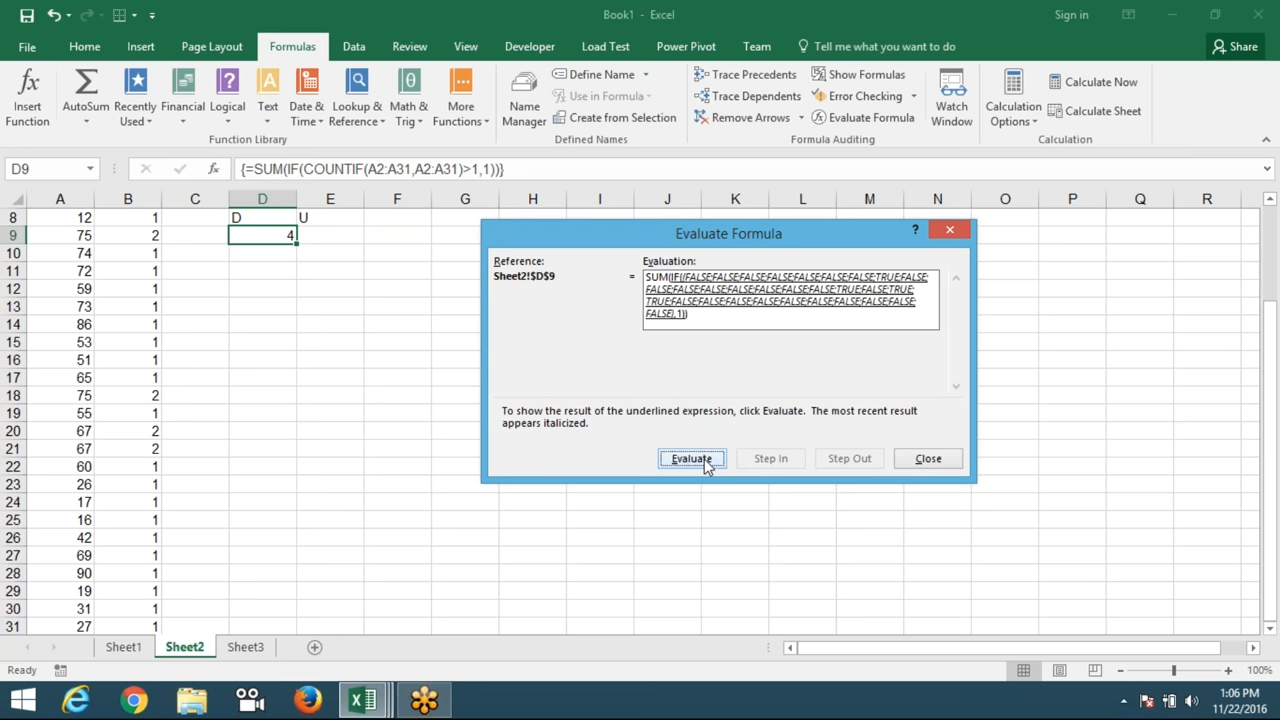 Book1 - Excel
Sign in
File Home Insert Page Layout Formulas Data Review View Developer Load Test Power Pivot Team Tell me what you want to do Share
Insert Function
AutoSum
Recently Used
Financial
Logical
Text
Date & Time
Lookup & Reference
Math & Trig
More Functions
Function Library
Name Manager
Define Name
Use in Formula
Create from Selection
Defined Names
Trace Precedents
Trace Dependents
Remove Arrows
Show Formulas
Error Checking
Evaluate Formula
Formula Auditing
Watch Window
Calculation Options
Calculate Now
Calculate Sheet
Calculation
D9 fx {=SUM(IF(COUNTIF(A2:A31,A2:A31)>1,1))}
A B C D E F G H I J K L M N O P Q R
8 12 1 D U
9 75 2 4
10 74 1
11 72 1
12 59 1
13 73 1
14 86 1
15 53 1
16 51 1
17 65 1
18 75 2
19 55 1
20 67 2
21 67 2
22 60 1
23 26 1
24 17 1
25 16 1
26 42 1
27 69 1
28 90 1
29 19 1
30 31 1
31 27 1
Evaluate Formula ?
Reference: Evaluation:
Sheet2!$D$9 =
SUM(IF({FALSE;FALSE;FALSE;FALSE;FALSE;FALSE;FALSE;TRUE;FALSE;
FALSE;FALSE;FALSE;FALSE;FALSE;FALSE;FALSE;TRUE;FALSE;TRUE;
TRUE;FALSE;FALSE;FALSE;FALSE;FALSE;FALSE;FALSE;FALSE;FALSE;
FALSE},1))
To show the result of the underlined expression, click Evaluate. The most recent result
appears italicized.
Evaluate Step In Step Out Close
Sheet1 Sheet2 Sheet3
Ready 100%
1:06 PM
11/22/2016